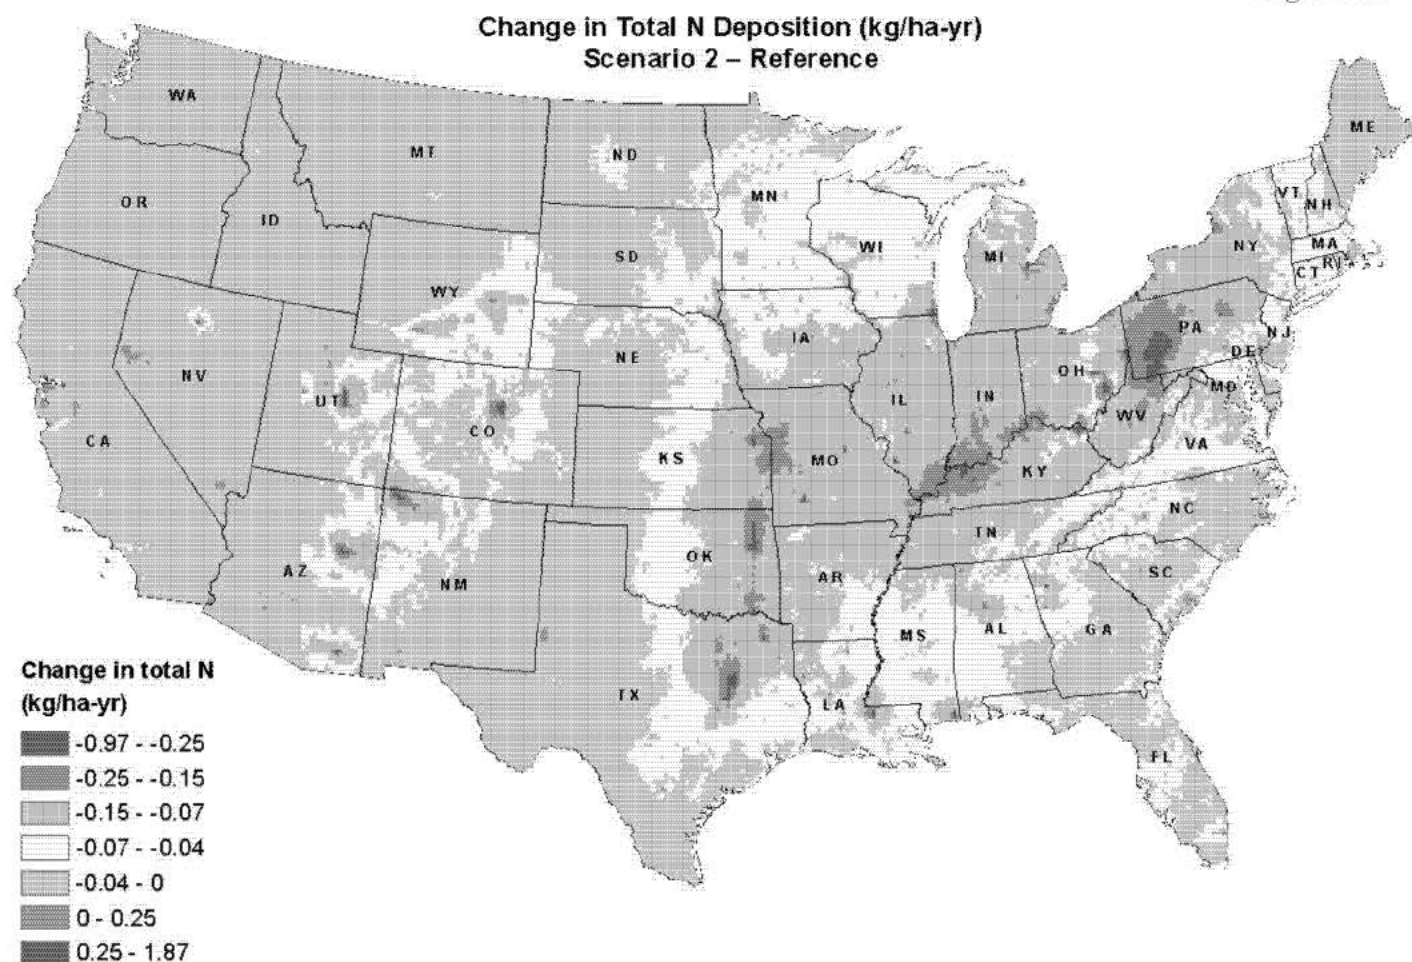 Change in Total N Deposition (kg/ha-yr)
Scenario 2 – Reference
WA
MT
ND
MN
ME
OR
ID
SD
WI
MI
VT
NH
NY
MA
CT
RI
WY
NE
IA
PA
NJ
NV
UT
CO
IL
IN
OH
DE
MD
WV
CA
KS
MO
KY
VA
AZ
NM
OK
AR
TN
NC
SC
MS
AL
GA
TX
LA
FL
Change in total N
(kg/ha-yr)
-0.97 - -0.25
-0.25 - -0.15
-0.15 - -0.07
-0.07 - -0.04
-0.04 - 0
0 - 0.25
0.25 - 1.87